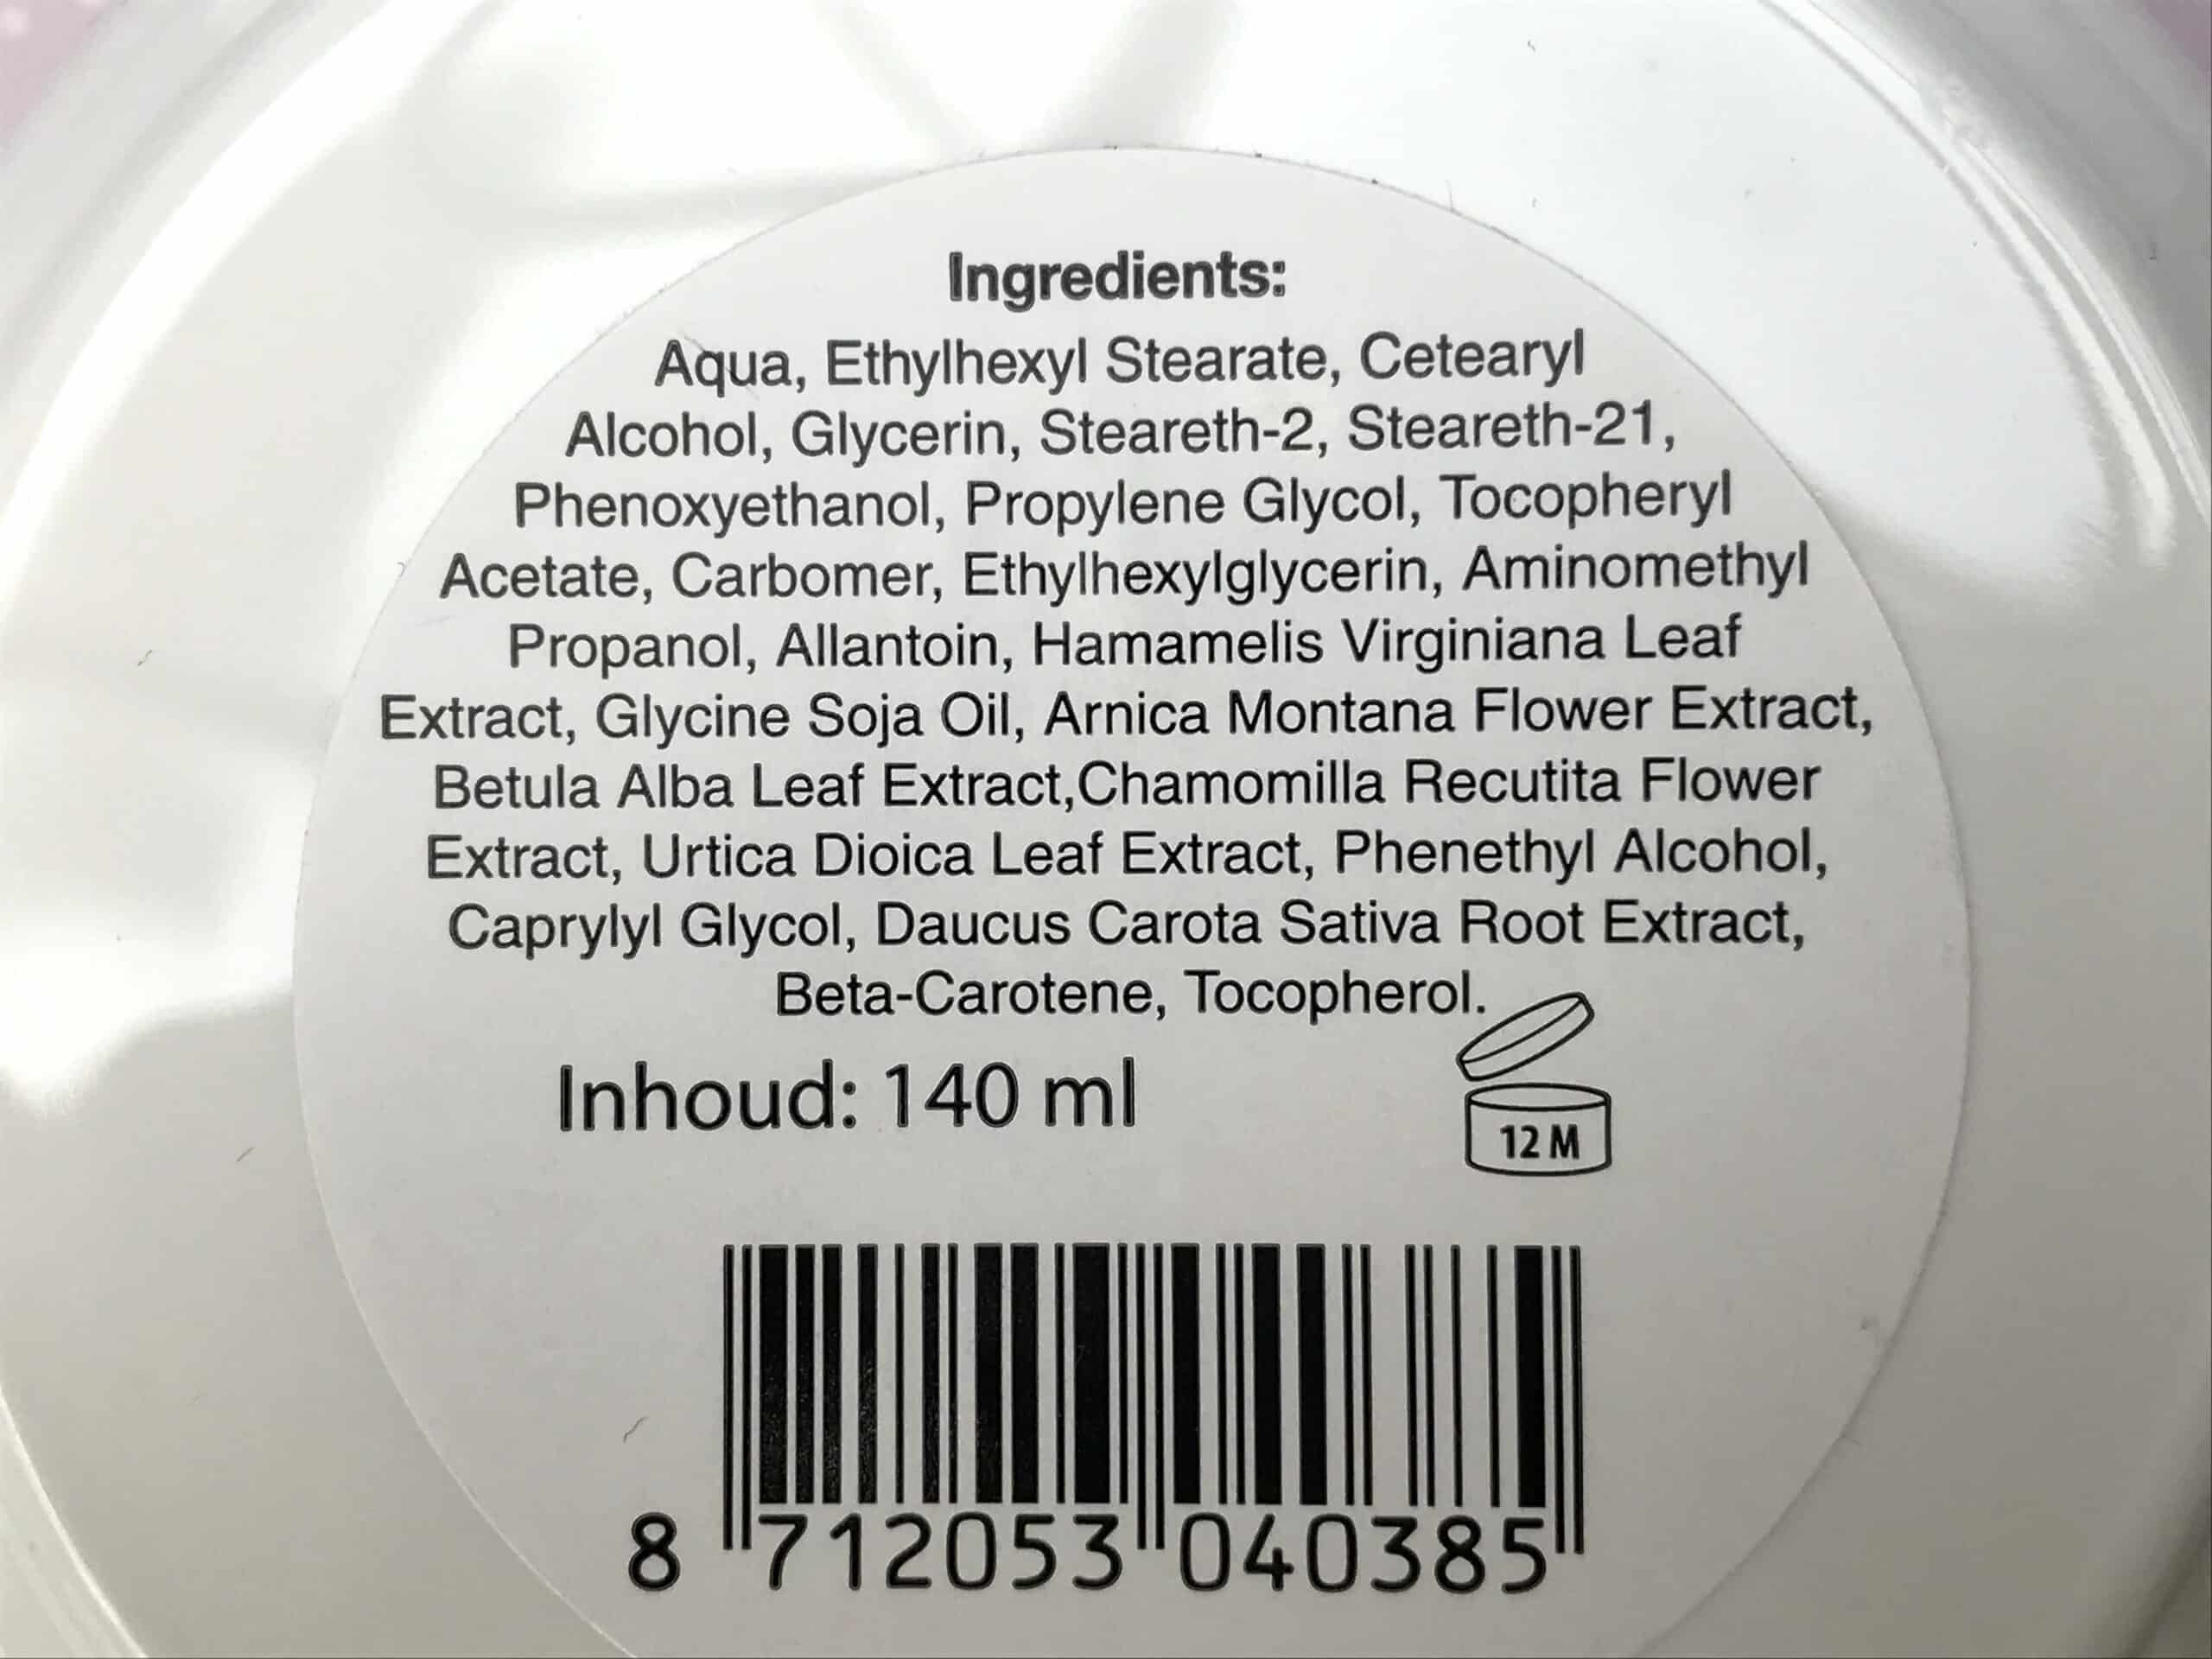 Ingredients:
Aqua, Ethylhexyl Stearate, Cetearyl
Alcohol, Glycerin, Steareth-2, Steareth-21,
Phenoxyethanol, Propylene Glycol, Tocopheryl
Acetate, Carbomer, Ethylhexylglycerin, Aminomethyl
Propanol, Allantoin, Hamamelis Virginiana Leaf
Extract, Glycine Soja Oil, Arnica Montana Flower Extract,
Betula Alba Leaf Extract,Chamomilla Recutita Flower
Extract, Urtica Dioica Leaf Extract, Phenethyl Alcohol,
Caprylyl Glycol, Daucus Carota Sativa Root Extract,
Beta-Carotene, Tocopherol.
Inhoud: 140 ml
12 M
8 712053 040385